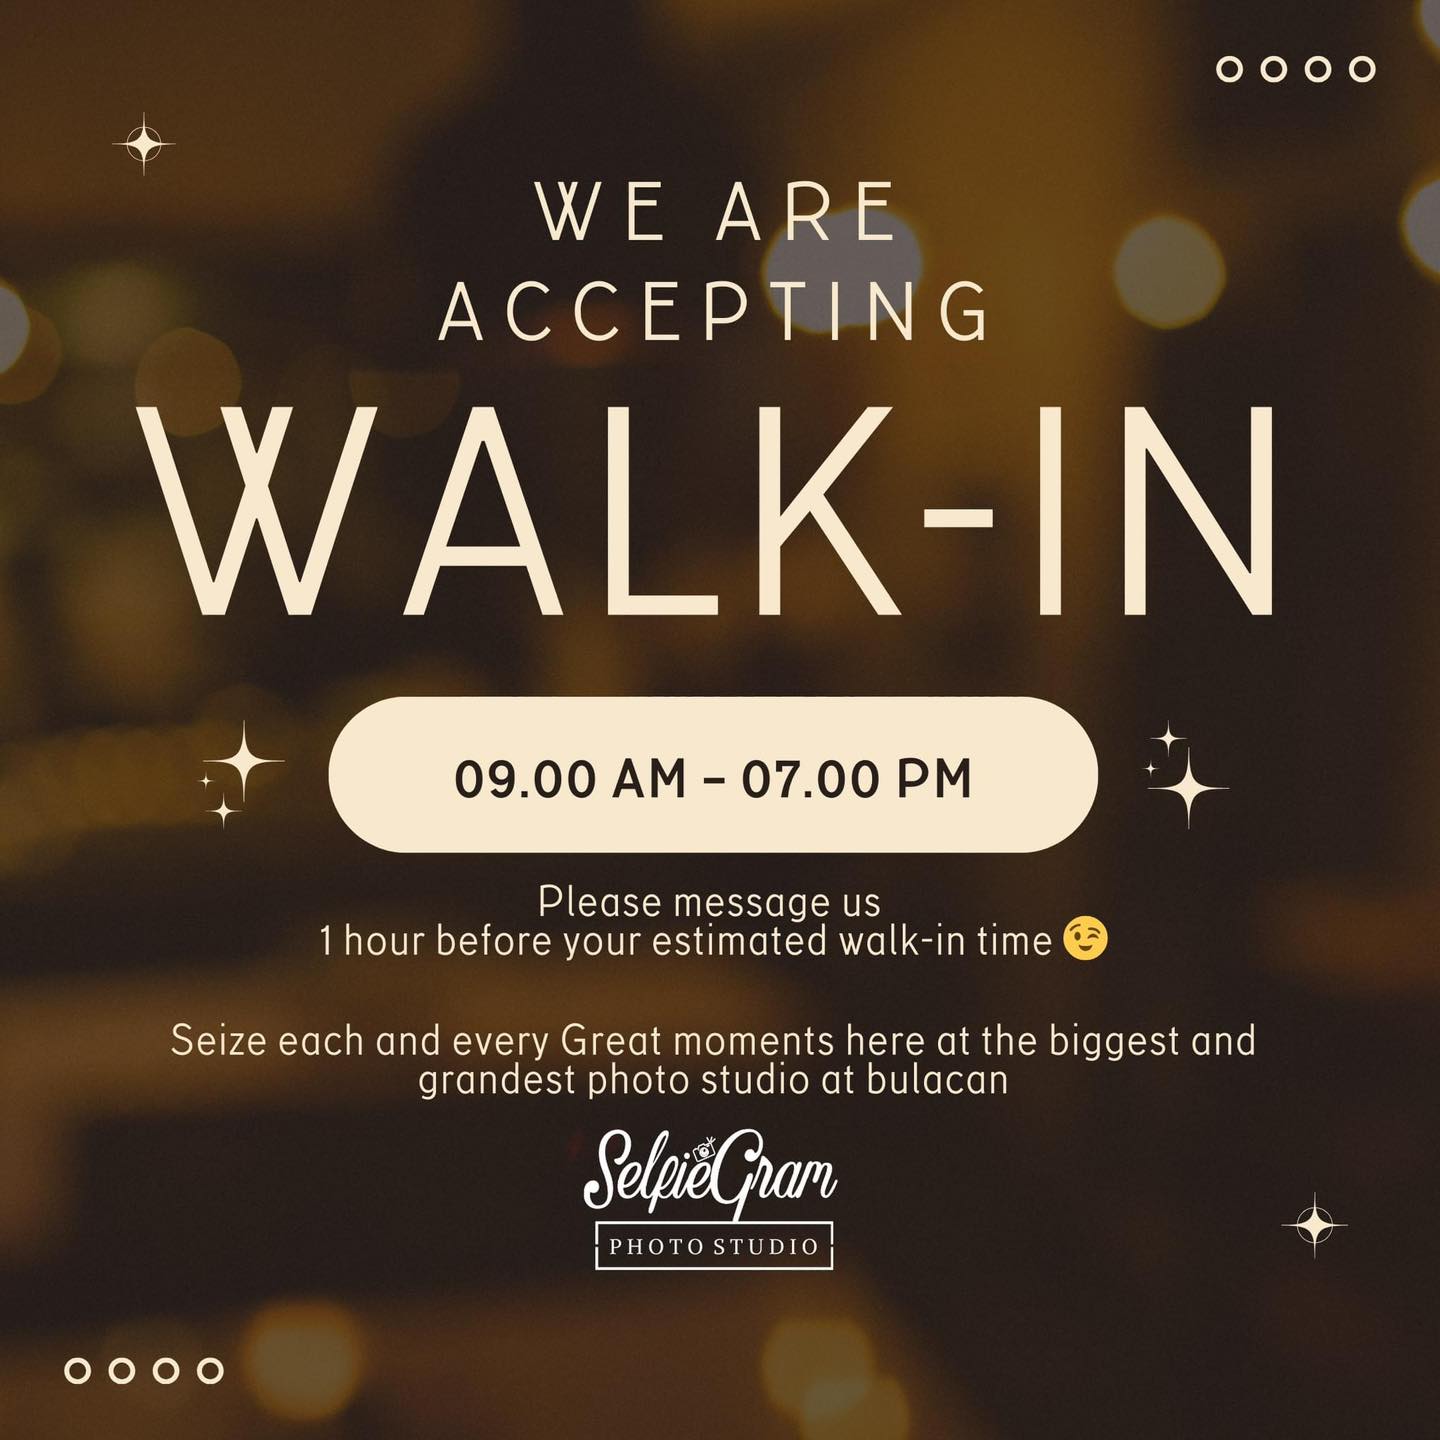 WE ARE
ACCEPTING
WALK-IN
09.00 AM – 07.00 PM
Please message us
1 hour before your estimated walk-in time 😉
Seize each and every Great moments here at the biggest and
grandest photo studio at bulacan
SelfieGram
PHOTO STUDIO